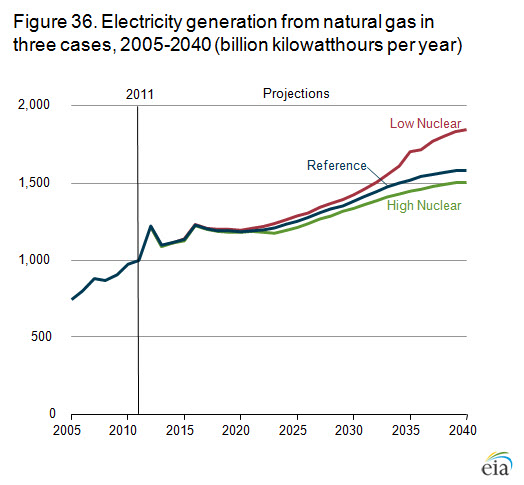 Figure 36. Electricity generation from natural gas in
three cases, 2005-2040 (billion kilowatthours per year)
2011
Projections
2,000
Low Nuclear
Reference
1,500
High Nuclear
1,000
500
0
2005 2010 2015 2020 2025 2030 2035 2040
eia